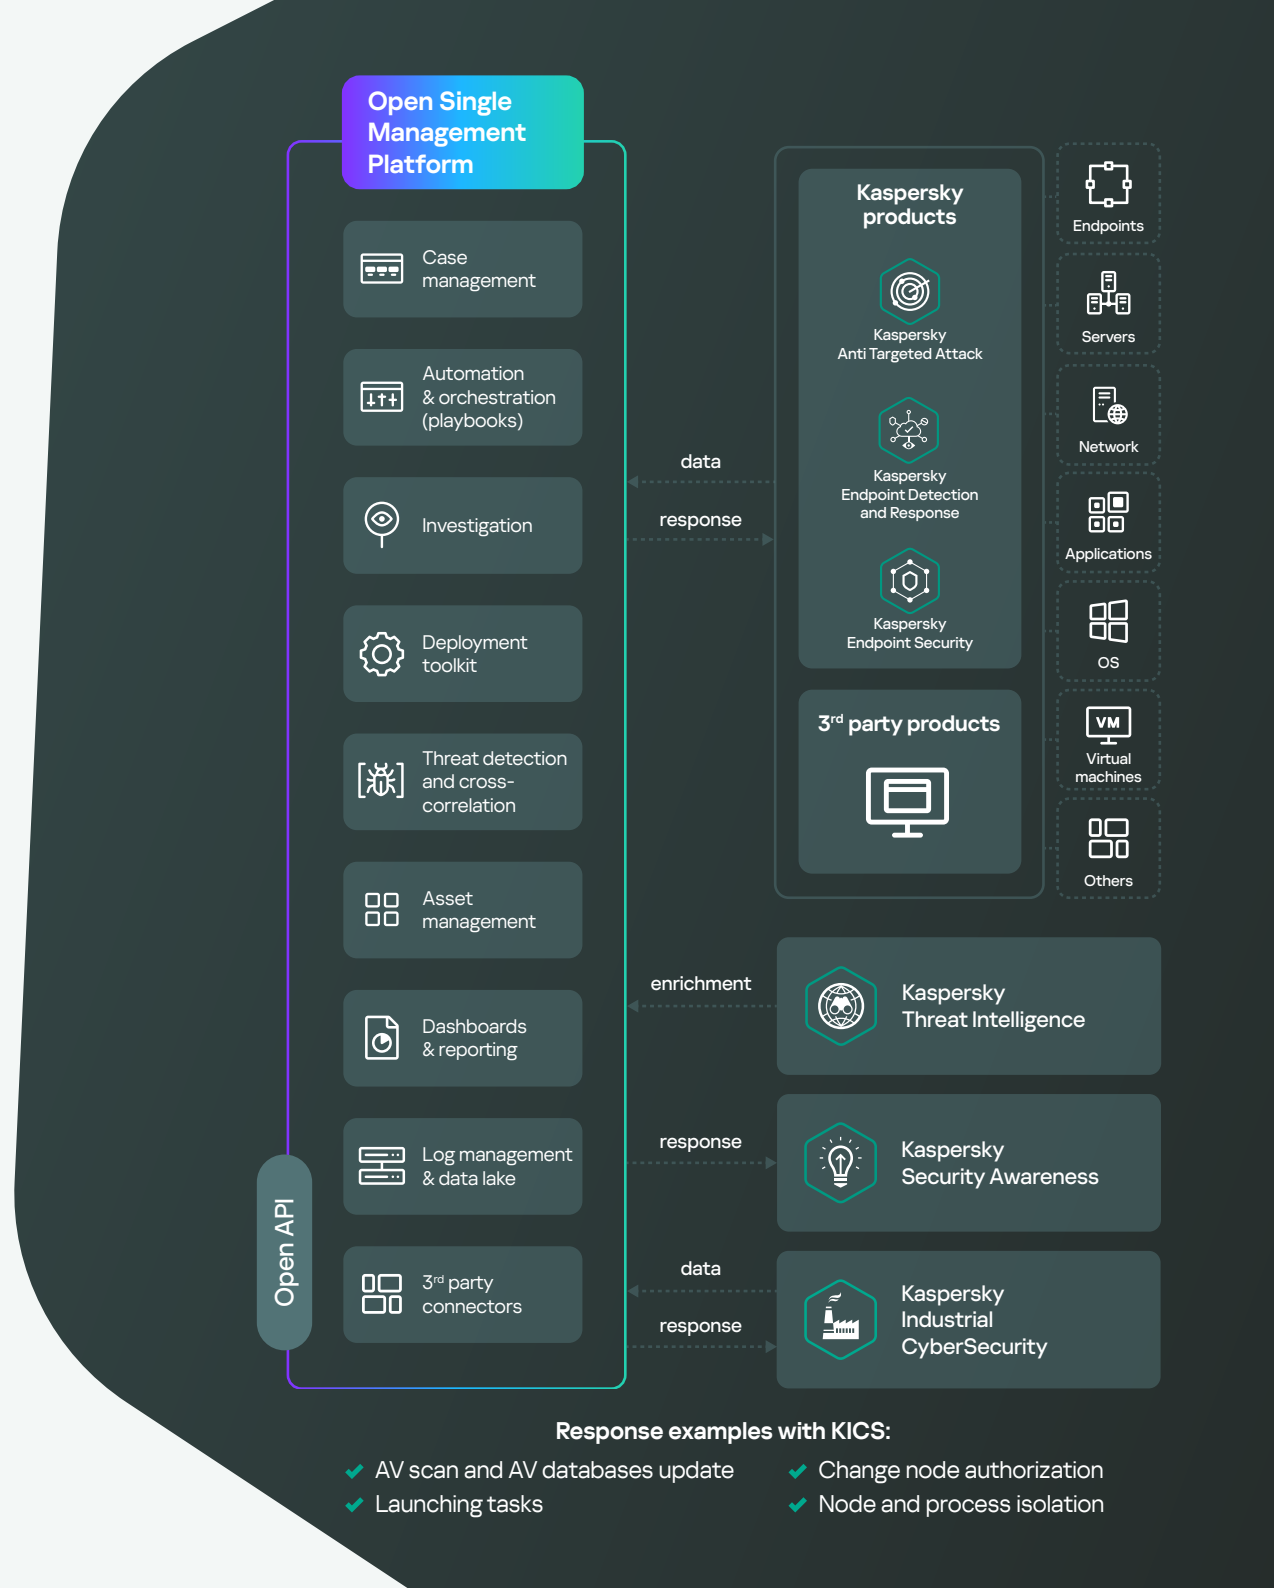 Open Single
Management
Platform
Case
management
Automation
& orchestration
(playbooks)
Investigation
Deployment
toolkit
Threat detection
and cross-
correlation
Asset
management
Dashboards
& reporting
Log management
& data lake
3rd party
connectors
Open API
data
response
enrichment
response
data
response
Kaspersky
products
Kaspersky
Anti Targeted Attack
Kaspersky
Endpoint Detection
and Response
Kaspersky
Endpoint Security
3rd party products
Endpoints
Servers
Network
Applications
OS
VM
Virtual
machines
Others
Kaspersky
Threat Intelligence
Kaspersky
Security Awareness
Kaspersky
Industrial
CyberSecurity
Response examples with KICS:
AV scan and AV databases update
Launching tasks
Change node authorization
Node and process isolation